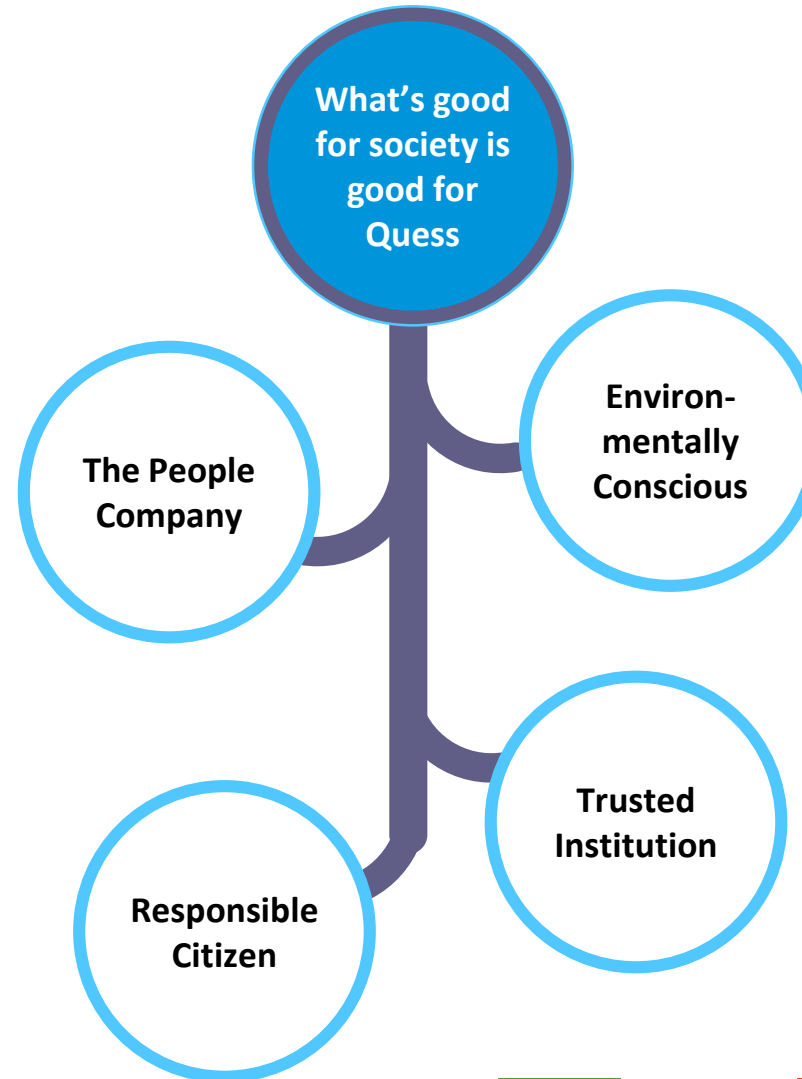 What’s good
for society is
good for
Quess
Environ-
mentally
Conscious
The People
Company
Trusted
Institution
Responsible
Citizen